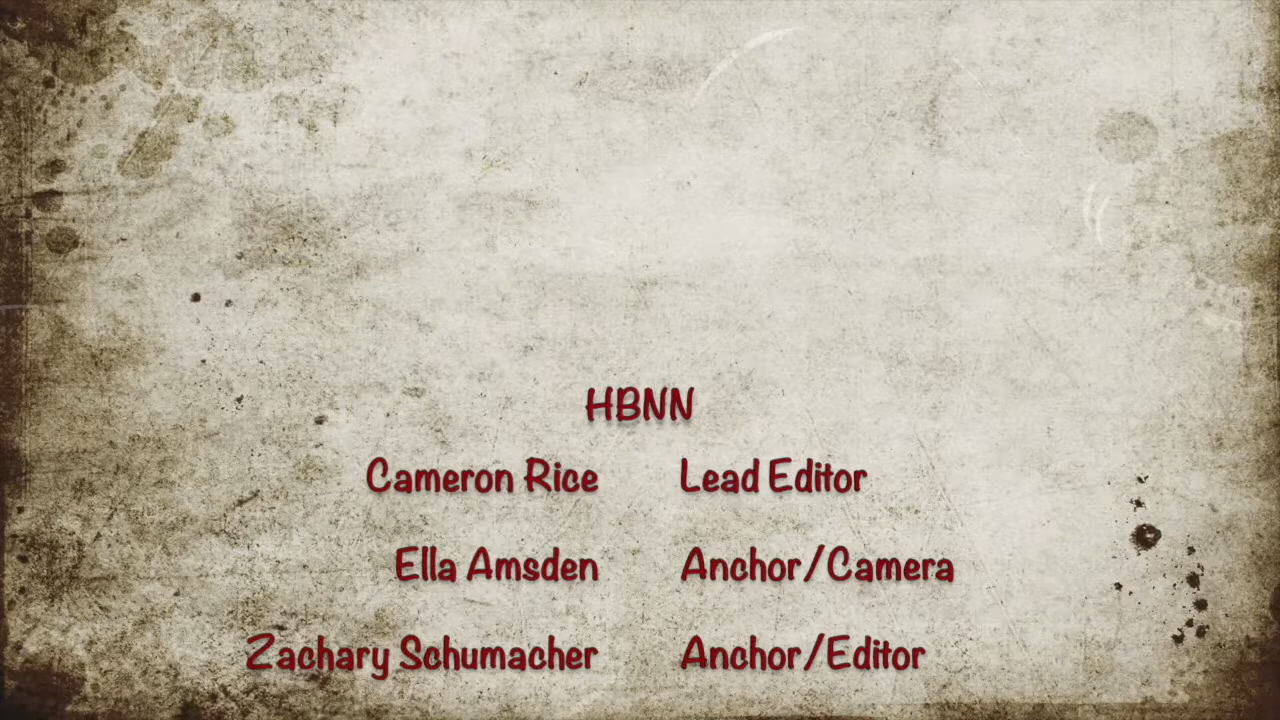 HBNN
Cameron Rice Lead Editor
Ella Amsden Anchor/Camera
Zachary Schumacher Anchor/Editor